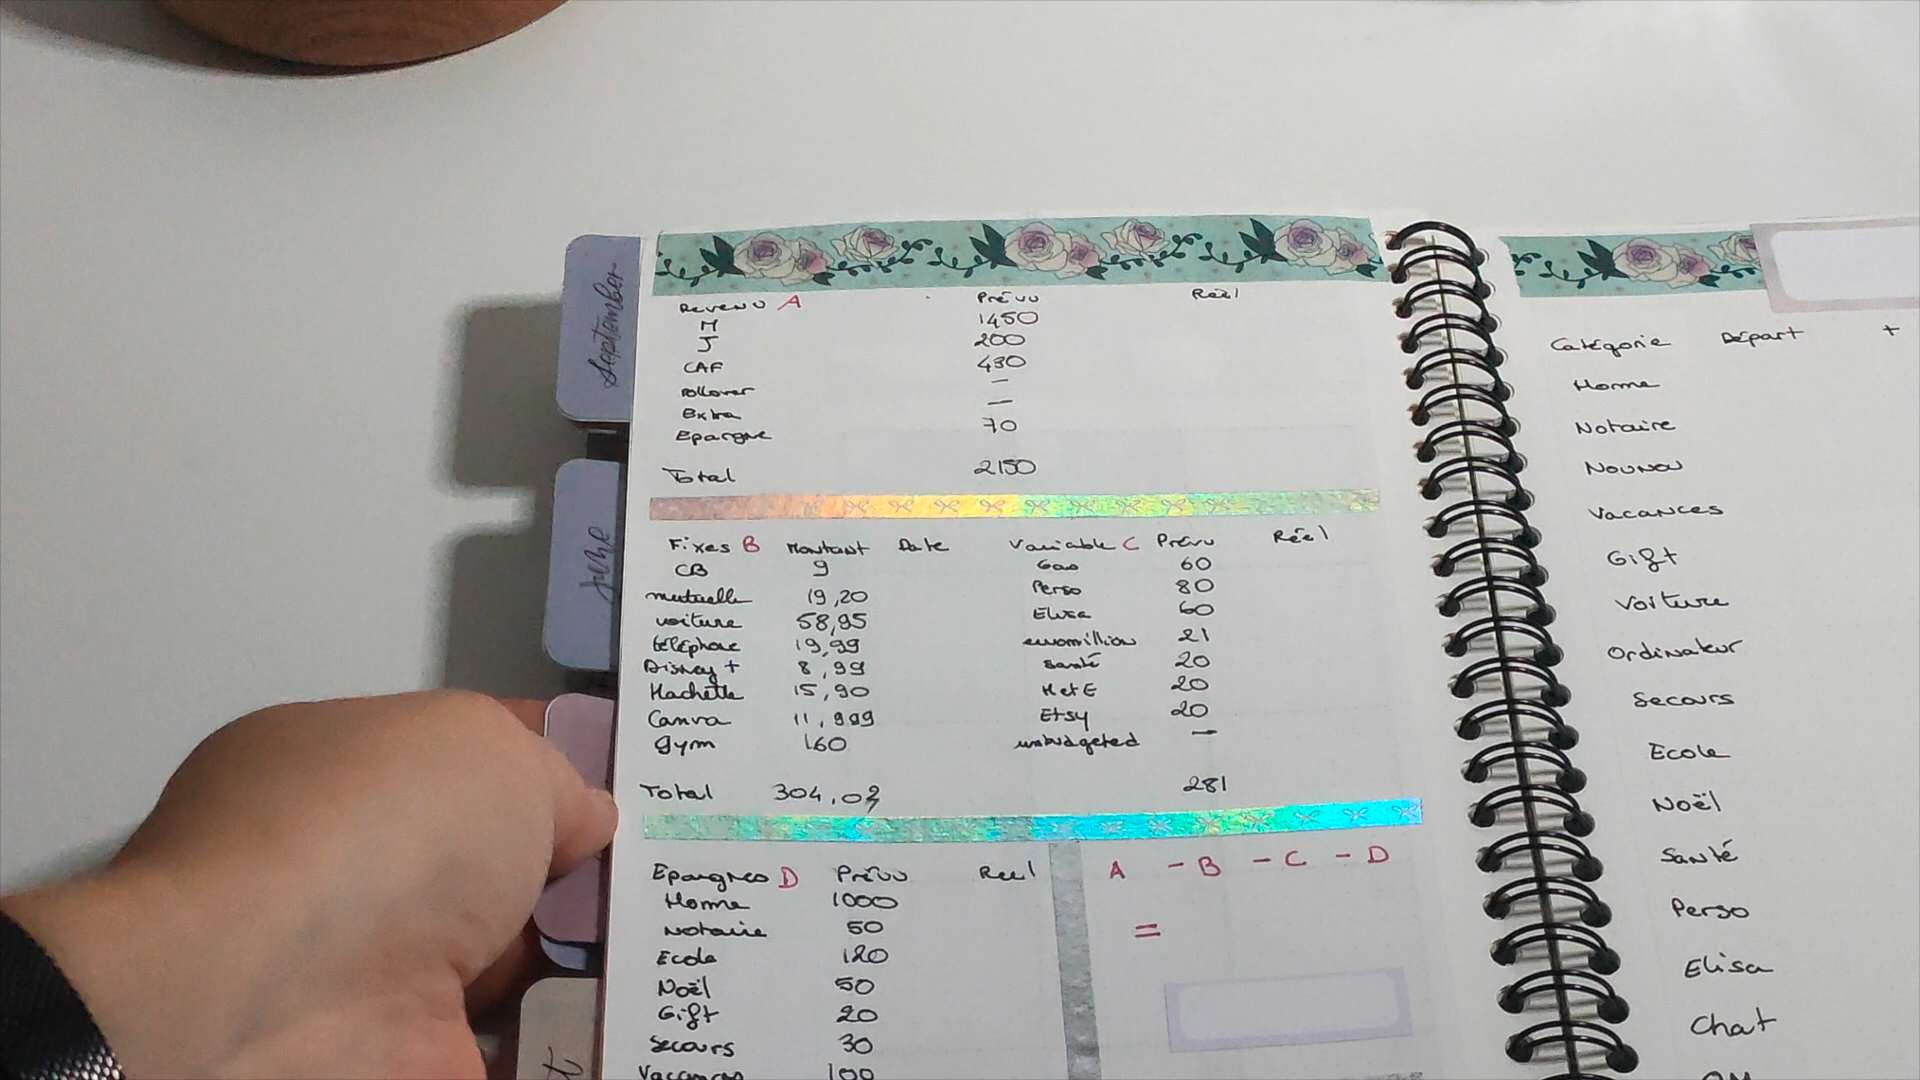 September
June
Revenu A Prévu Réel
M 1450
J 200
CAF 430
Rollover —
Extra —
Epargne 70
Total 2150
Fixes B Montant Date Variable C Prévu Réel
CB 9 Gas 60
mutuelle 19,20 Perso 80
voiture 58,95 Elisa 60
téléphone 19,99 euromillion 21
Disney + 8,99 Santé 20
Hachette 15,90 M et E 20
Canva 11,999 Etsy 20
gym 160 unbudgeted —
Total 304,02 281
Epargnes D Prévu Réel A - B - C - D
Home 1000
=
Notaire 50
Ecole 120
Noël 50
Gift 20
Secours 30
Vacances 100
Catégorie Départ +
Home
Notaire
Nounou
Vacances
Gift
Voiture
Ordinateur
Secours
Ecole
Noël
Santé
Perso
Elisa
Chat